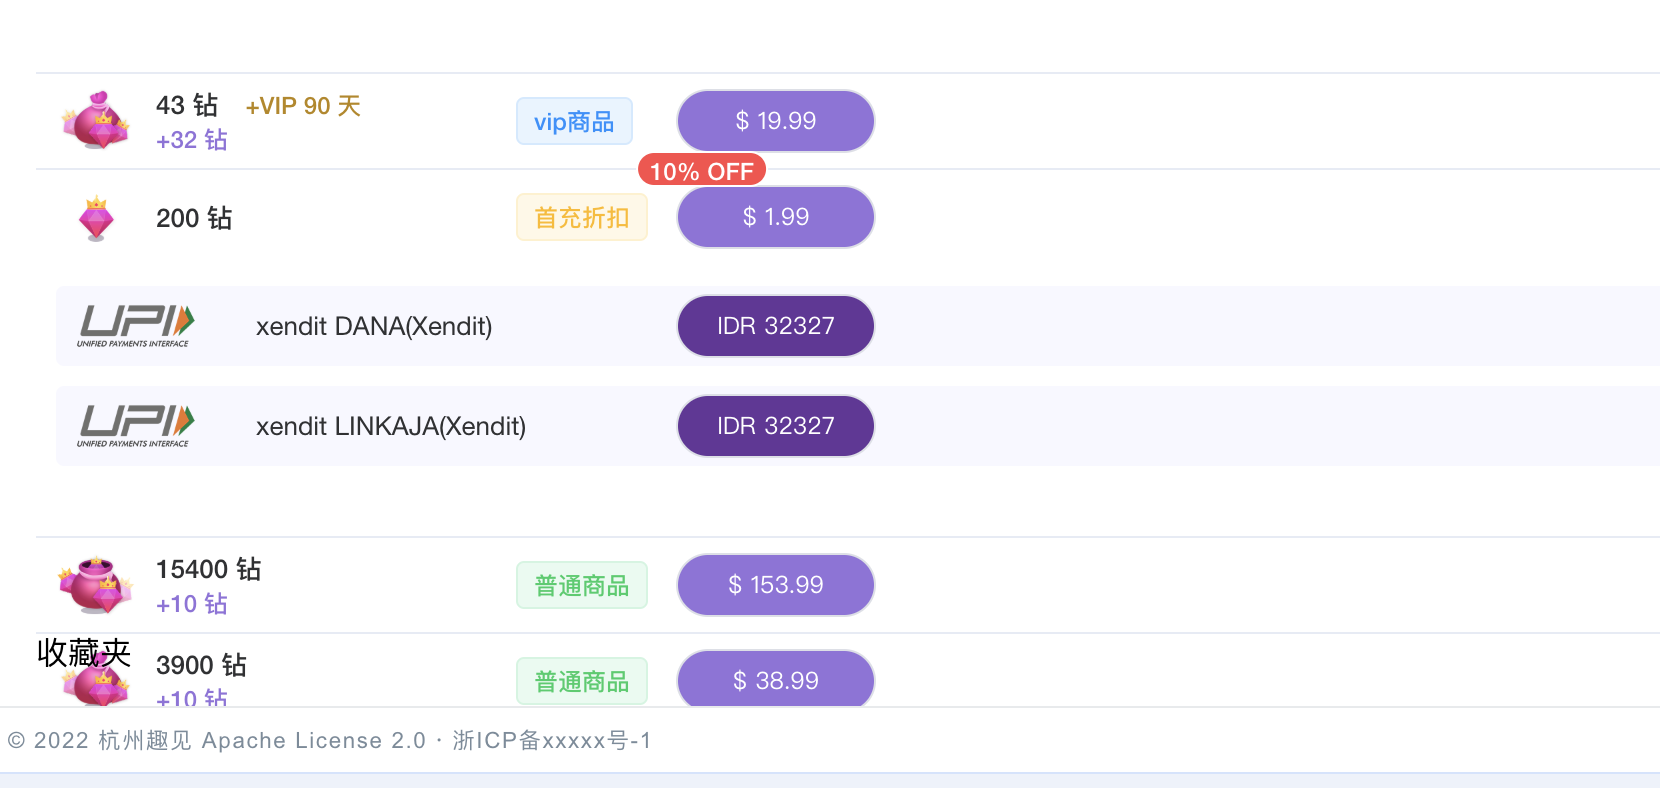 43 钻 +VIP 90 天
+32 钻
vip商品
$ 19.99
10% OFF
200 钻
首充折扣
$ 1.99
UPI
UNIFIED PAYMENTS INTERFACE
xendit DANA(Xendit)
IDR 32327
UPI
UNIFIED PAYMENTS INTERFACE
xendit LINKAJA(Xendit)
IDR 32327
15400 钻
+10 钻
普通商品
$ 153.99
收藏夹
3900 钻
+10 钻
普通商品
$ 38.99
© 2022 杭州趣见 Apache License 2.0 · 浙ICP备xxxxx号-1